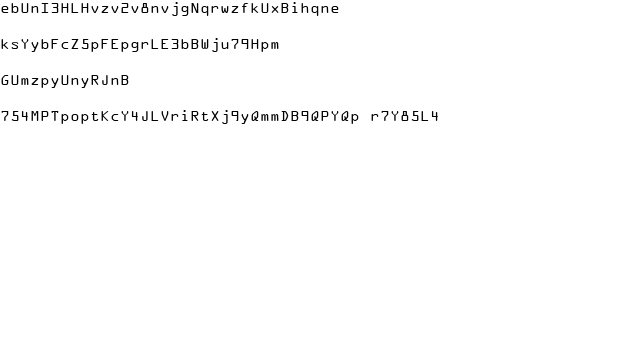 ebUnI3HLHvzv2v8nvjgNqrwzfkUxBihqne
ksYybFcZ5pFEpgrLE3bBWju79Hpm
GUmzpyUnyRJnB
754MPTpoptKcY4JLVriRtXj9yQmmDB9QPYQp r7Y85L4